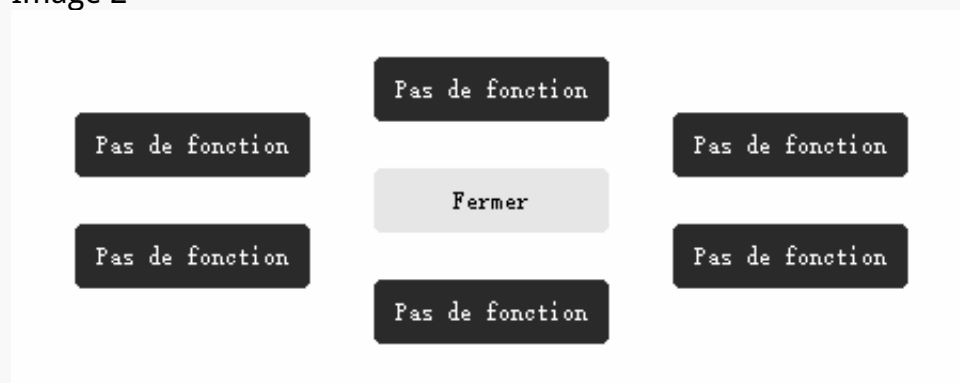 Image 2
Pas de fonction
Pas de fonction
Pas de fonction
Fermer
Pas de fonction
Pas de fonction
Pas de fonction